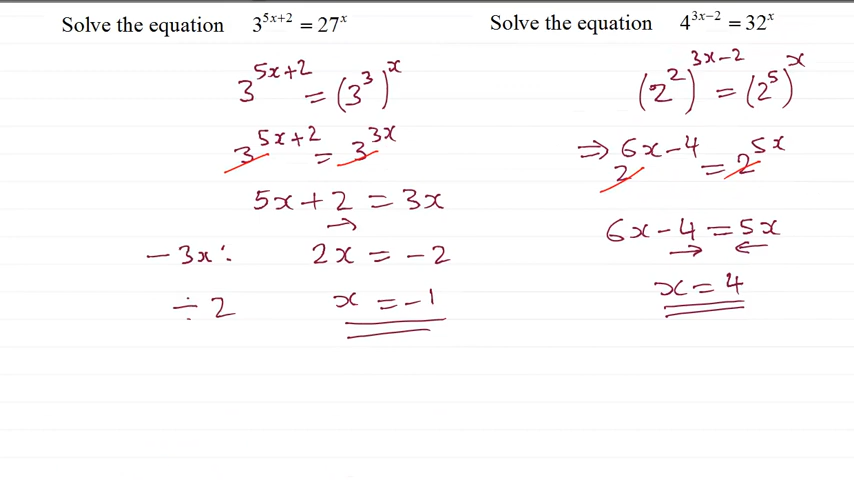 Solve the equation 3^{5x+2} = 27^x
3^{5x+2} = (3^3)^x
3^{5x+2} = 3^{3x}
5x + 2 = 3x
→
- 3x : 2x = -2
÷ 2 x = -1
Solve the equation 4^{3x-2} = 32^x
(2^2)^{3x-2} = (2^5)^x
⇒ 2^{6x-4} = 2^{5x}
6x - 4 = 5x
→ ←
x = 4